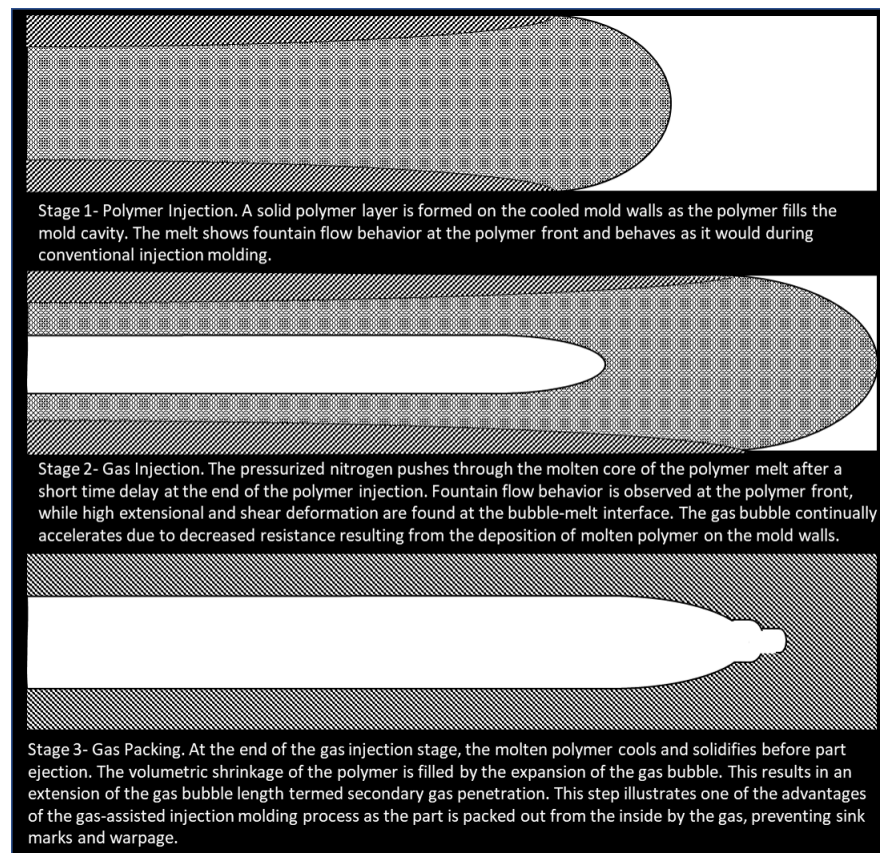 Stage 1- Polymer Injection. A solid polymer layer is formed on the cooled mold walls as the polymer fills the
mold cavity. The melt shows fountain flow behavior at the polymer front and behaves as it would during
conventional injection molding.
Stage 2- Gas Injection. The pressurized nitrogen pushes through the molten core of the polymer melt after a
short time delay at the end of the polymer injection. Fountain flow behavior is observed at the polymer front,
while high extensional and shear deformation are found at the bubble-melt interface. The gas bubble continually
accelerates due to decreased resistance resulting from the deposition of molten polymer on the mold walls.
Stage 3- Gas Packing. At the end of the gas injection stage, the molten polymer cools and solidifies before part
ejection. The volumetric shrinkage of the polymer is filled by the expansion of the gas bubble. This results in an
extension of the gas bubble length termed secondary gas penetration. This step illustrates one of the advantages
of the gas-assisted injection molding process as the part is packed out from the inside by the gas, preventing sink
marks and warpage.